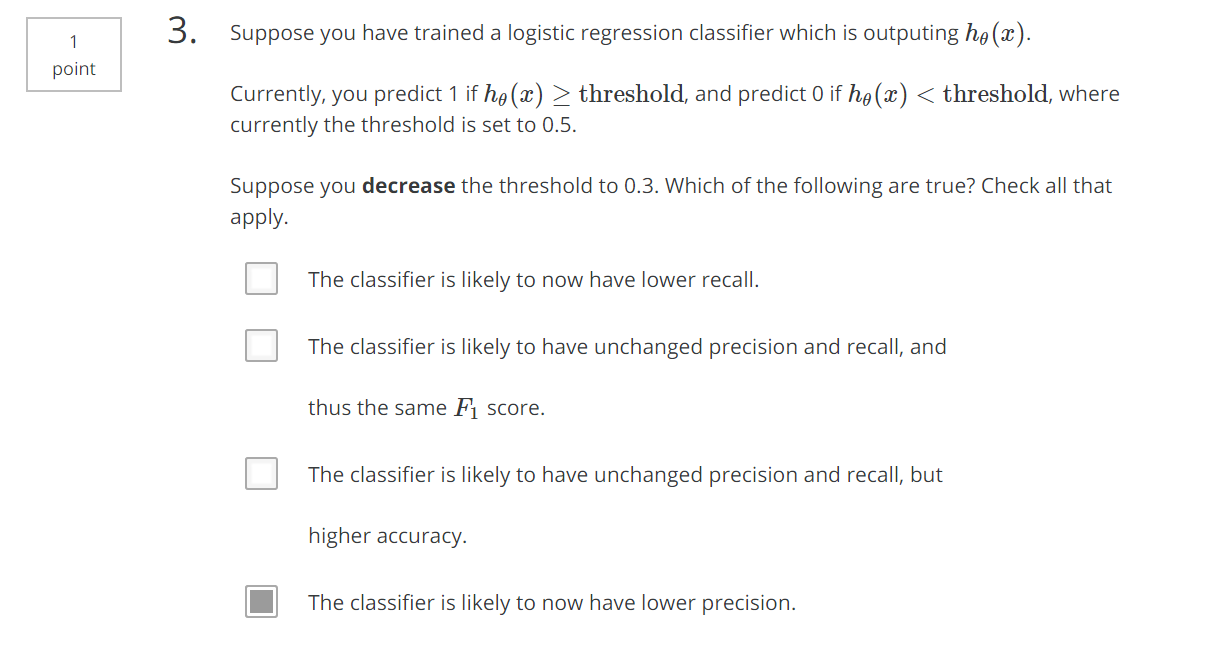 1
point
3.
Suppose you have trained a logistic regression classifier which is outputing hθ(x).
Currently, you predict 1 if hθ(x) ≥ threshold, and predict 0 if hθ(x) < threshold, where
currently the threshold is set to 0.5.
Suppose you decrease the threshold to 0.3. Which of the following are true? Check all that
apply.
The classifier is likely to now have lower recall.
The classifier is likely to have unchanged precision and recall, and
thus the same F₁ score.
The classifier is likely to have unchanged precision and recall, but
higher accuracy.
The classifier is likely to now have lower precision.